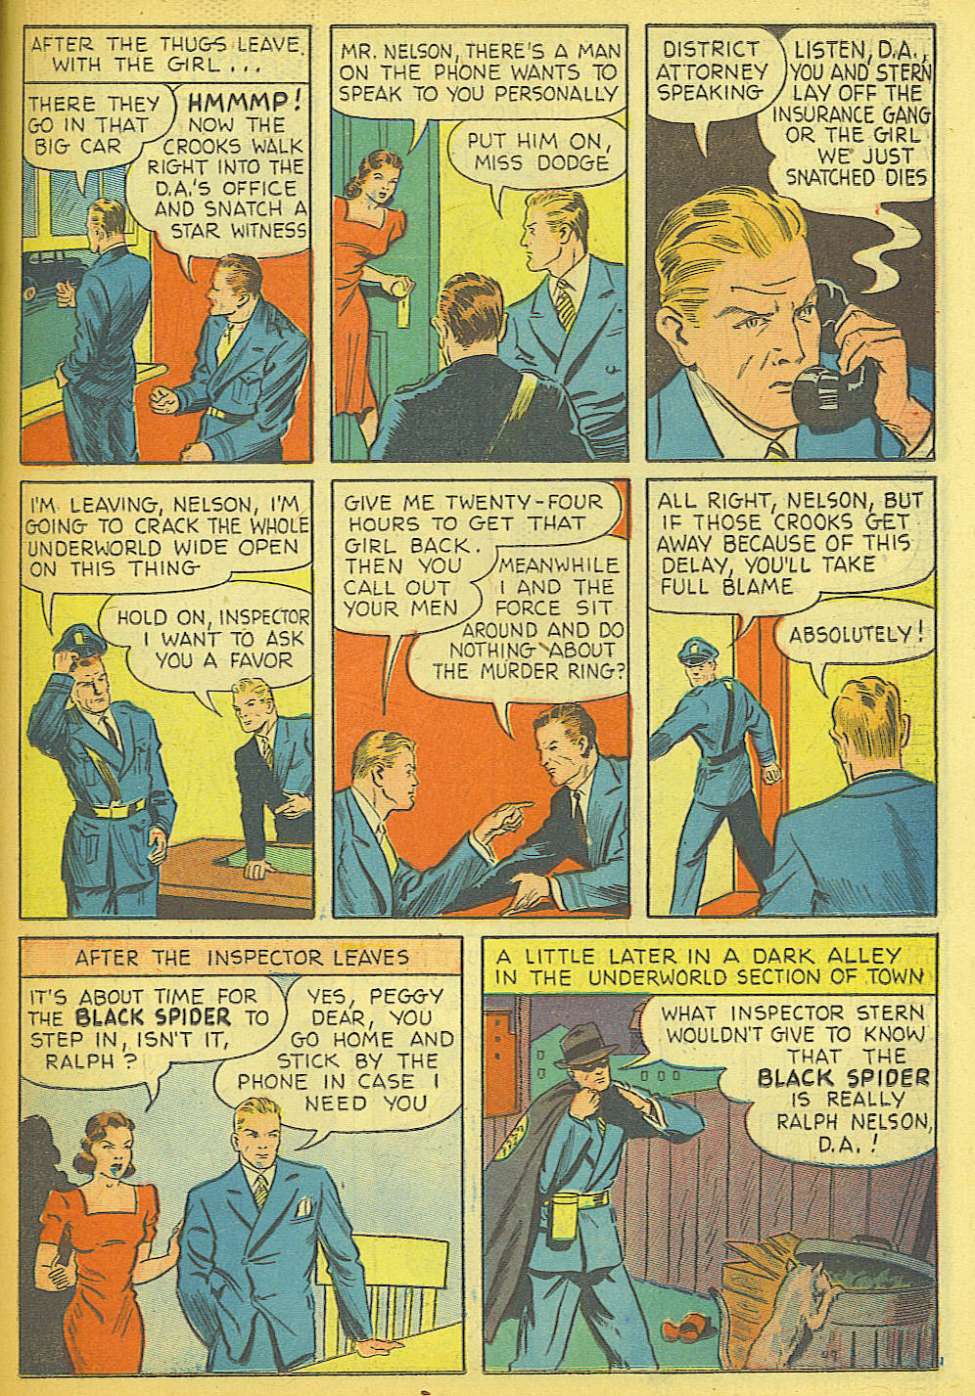 AFTER THE THUGS LEAVE
WITH THE GIRL...
THERE THEY
GO IN THAT
BIG CAR
HMMMP!
NOW THE
CROOKS WALK
RIGHT INTO THE
D.A.'S OFFICE
AND SNATCH A
STAR WITNESS
MR. NELSON, THERE'S A MAN
ON THE PHONE WANTS TO
SPEAK TO YOU PERSONALLY
PUT HIM ON,
MISS DODGE
DISTRICT
ATTORNEY
SPEAKING
LISTEN, D.A.,
YOU AND STERN
LAY OFF THE
INSURANCE GANG
OR THE GIRL
WE JUST
SNATCHED DIES
I'M LEAVING, NELSON, I'M
GOING TO CRACK THE WHOLE
UNDERWORLD WIDE OPEN
ON THIS THING
HOLD ON, INSPECTOR
I WANT TO ASK
YOU A FAVOR
GIVE ME TWENTY-FOUR
HOURS TO GET THAT
GIRL BACK.
THEN YOU
CALL OUT
YOUR MEN
MEANWHILE
I AND THE
FORCE SIT
AROUND AND DO
NOTHING ABOUT
THE MURDER RING?
ALL RIGHT, NELSON, BUT
IF THOSE CROOKS GET
AWAY BECAUSE OF THIS
DELAY, YOU'LL TAKE
FULL BLAME
ABSOLUTELY!
AFTER THE INSPECTOR LEAVES
IT'S ABOUT TIME FOR
THE BLACK SPIDER TO
STEP IN, ISN'T IT,
RALPH?
YES, PEGGY
DEAR, YOU
GO HOME AND
STICK BY THE
PHONE IN CASE I
NEED YOU
A LITTLE LATER IN A DARK ALLEY
IN THE UNDERWORLD SECTION OF TOWN
WHAT INSPECTOR STERN
WOULDN'T GIVE TO KNOW
THAT THE
BLACK SPIDER
IS REALLY
RALPH NELSON,
D.A.!